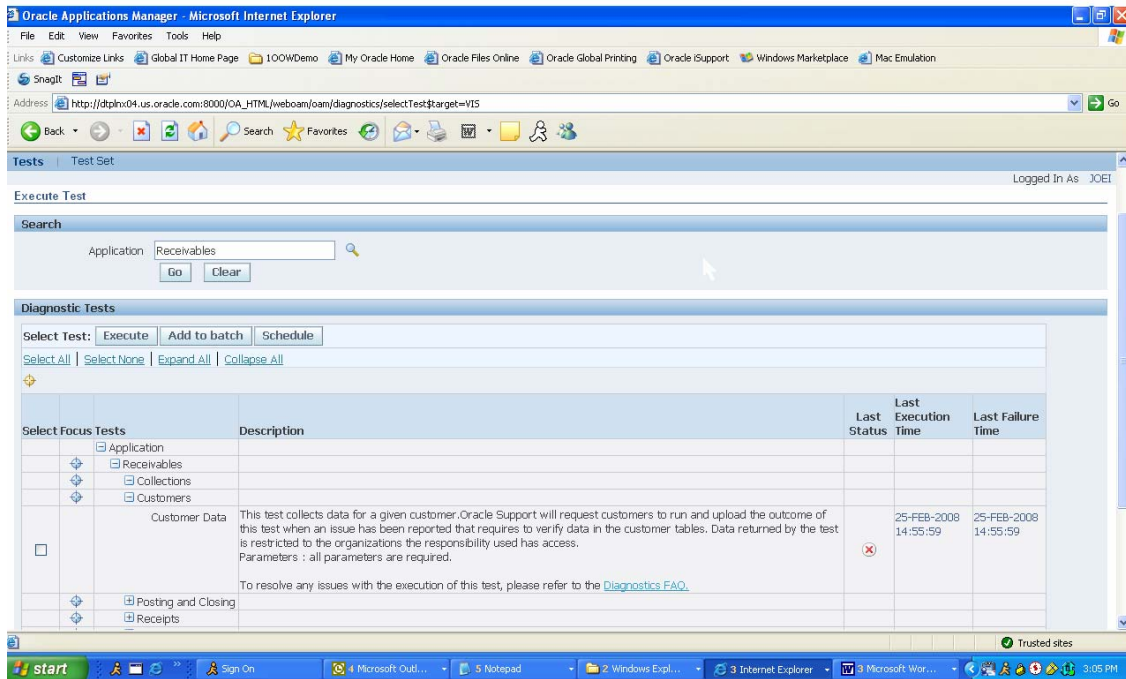 Oracle Applications Manager - Microsoft Internet Explorer
File Edit View Favorites Tools Help
Links Customize Links Global IT Home Page 10OWDemo My Oracle Home Oracle Files Online Oracle Global Printing Oracle iSupport Windows Marketplace Mac Emulation
SnagIt
Address http://dtplnx04.us.oracle.com:8000/OA_HTML/weboam/oam/diagnostics/selectTest$target=VIS Go
Back Search Favorites
Tests | Test Set
Logged In As JOEI
Execute Test
Search
Application Receivables
Go Clear
Diagnostic Tests
Select Test: Execute Add to batch Schedule
Select All | Select None | Expand All | Collapse All
Select Focus Tests Description Last Status Last Execution Time Last Failure Time
Application
Receivables
Collections
Customers
Customer Data This test collects data for a given customer.Oracle Support will request customers to run and upload the outcome of 25-FEB-2008 25-FEB-2008
this test when an issue has been reported that requires to verify data in the customer tables. Data returned by the test 14:55:59 14:55:59
is restricted to the organizations the responsibility used has access.
Parameters : all parameters are required.
To resolve any issues with the execution of this test, please refer to the Diagnostics FAQ.
Posting and Closing
Receipts
Trusted sites
start Sign On 4 Microsoft Outl... 5 Notepad 2 Windows Expl... 3 Internet Explorer 3 Microsoft Wor... 3:05 PM